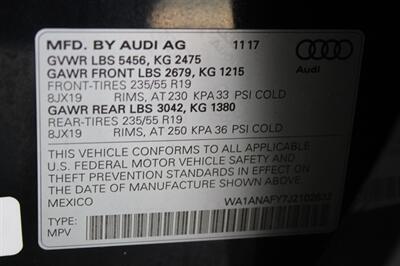 MFD. BY AUDI AG 11 17
GVWR LBS 5456, KG 2475
GAWR FRONT LBS 2679, KG 1215
FRONT-TIRES 235/55 R19
8JX19 RIMS, AT 230 KPA 33 PSI COLD
GAWR REAR LBS 3042, KG 1380
REAR-TIRES 235/55 R19
8JX19 RIMS, AT 250 KPA 36 PSI COLD
Audi
THIS VEHICLE CONFORMS TO ALL APPLICABLE
U.S. FEDERAL MOTOR VEHICLE SAFETY AND
THEFT PREVENTION STANDARDS IN EFFECT ON THE
DATE OF MANUFACTURE SHOWN ABOVE.
MEXICO
TYPE:
MPV